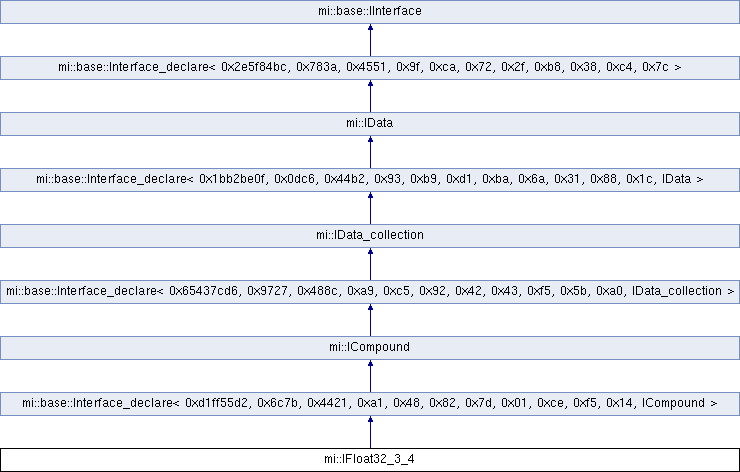 mi::base::IInterface
mi::base::Interface_declare< 0x2e5f84bc, 0x783a, 0x4551, 0x9f, 0xca, 0x72, 0x2f, 0xb8, 0x38, 0xc4, 0x7c >
mi::IData
mi::base::Interface_declare< 0x1bb2be0f, 0x0dc6, 0x44b2, 0x93, 0xb9, 0xd1, 0xba, 0x6a, 0x31, 0x88, 0x1c, IData >
mi::IData_collection
mi::base::Interface_declare< 0x65437cd6, 0x9727, 0x488c, 0xa9, 0xc5, 0x92, 0x42, 0x43, 0xf5, 0x5b, 0xa0, IData_collection >
mi::ICompound
mi::base::Interface_declare< 0xd1ff55d2, 0x6c7b, 0x4421, 0xa1, 0x48, 0x82, 0x7d, 0x01, 0xce, 0xf5, 0x14, ICompound >
mi::IFloat32_3_4